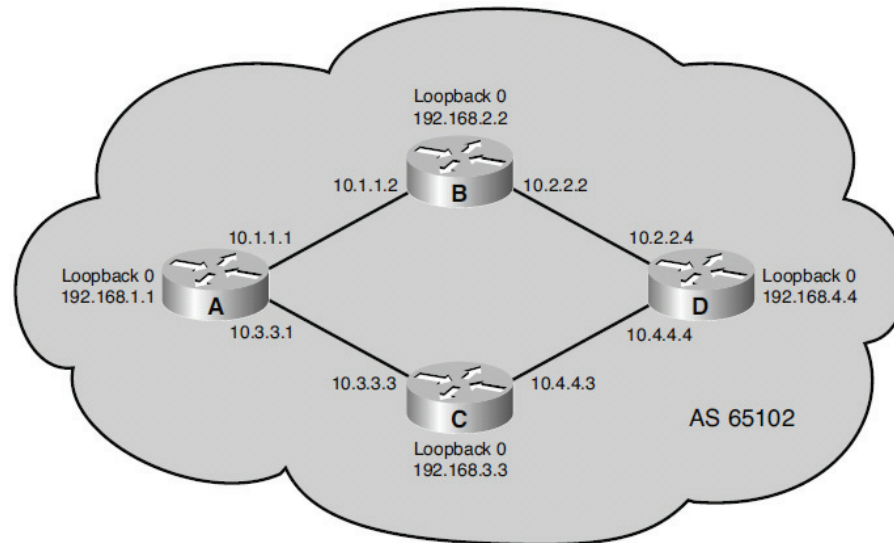 Loopback 0
192.168.2.2
B
10.1.1.2
10.2.2.2
10.1.1.1
10.2.2.4
Loopback 0
192.168.1.1
A
D
Loopback 0
192.168.4.4
10.3.3.1
10.4.4.4
10.3.3.3
10.4.4.3
C
AS 65102
Loopback 0
192.168.3.3